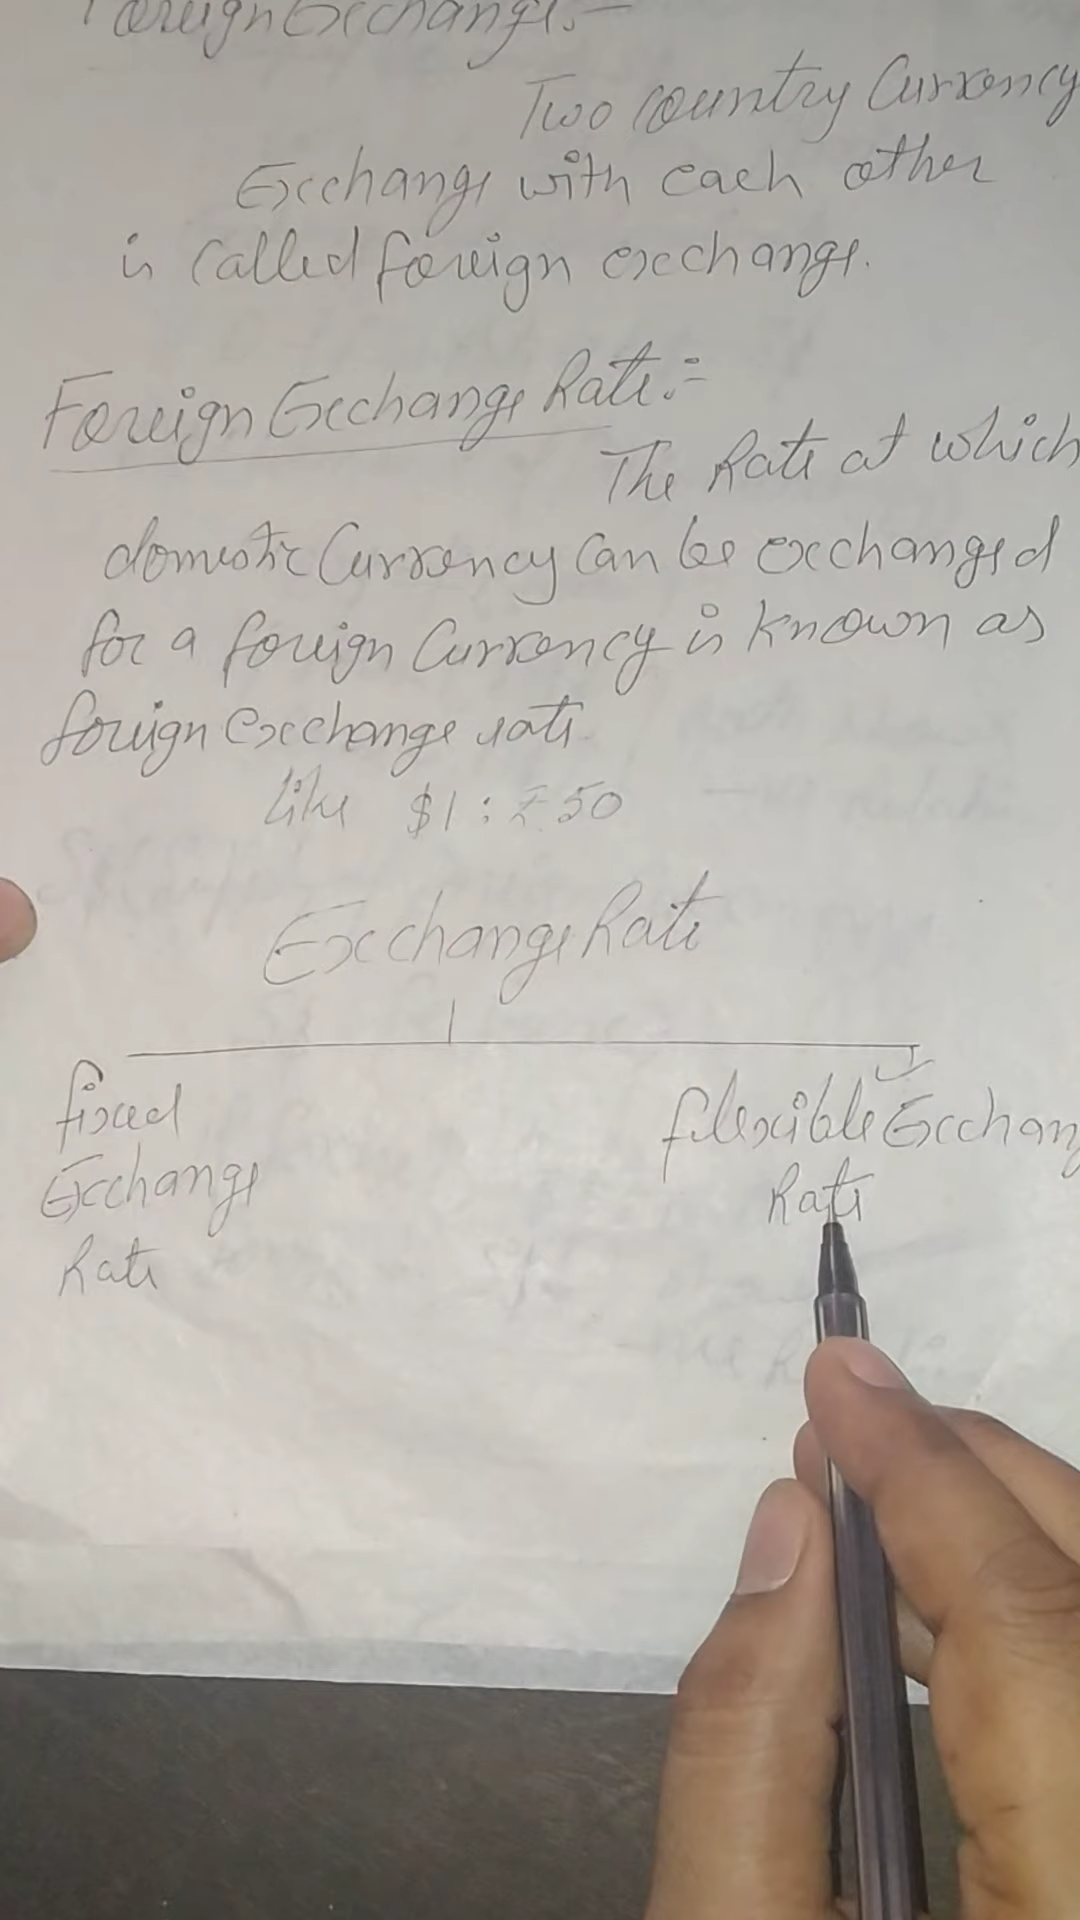 Foreign Exchange:-
Two Country Currency
Exchange with each other
is Called foreign exchange.
Foreign Exchange Rate:=
The Rate at which
domestic Currency Can be exchanged
for a foreign Currency is known as
foreign exchange rate
like $1 : ₹50
Exchange Rate
fixed
Exchange
Rate
flexible Exchang
Rate